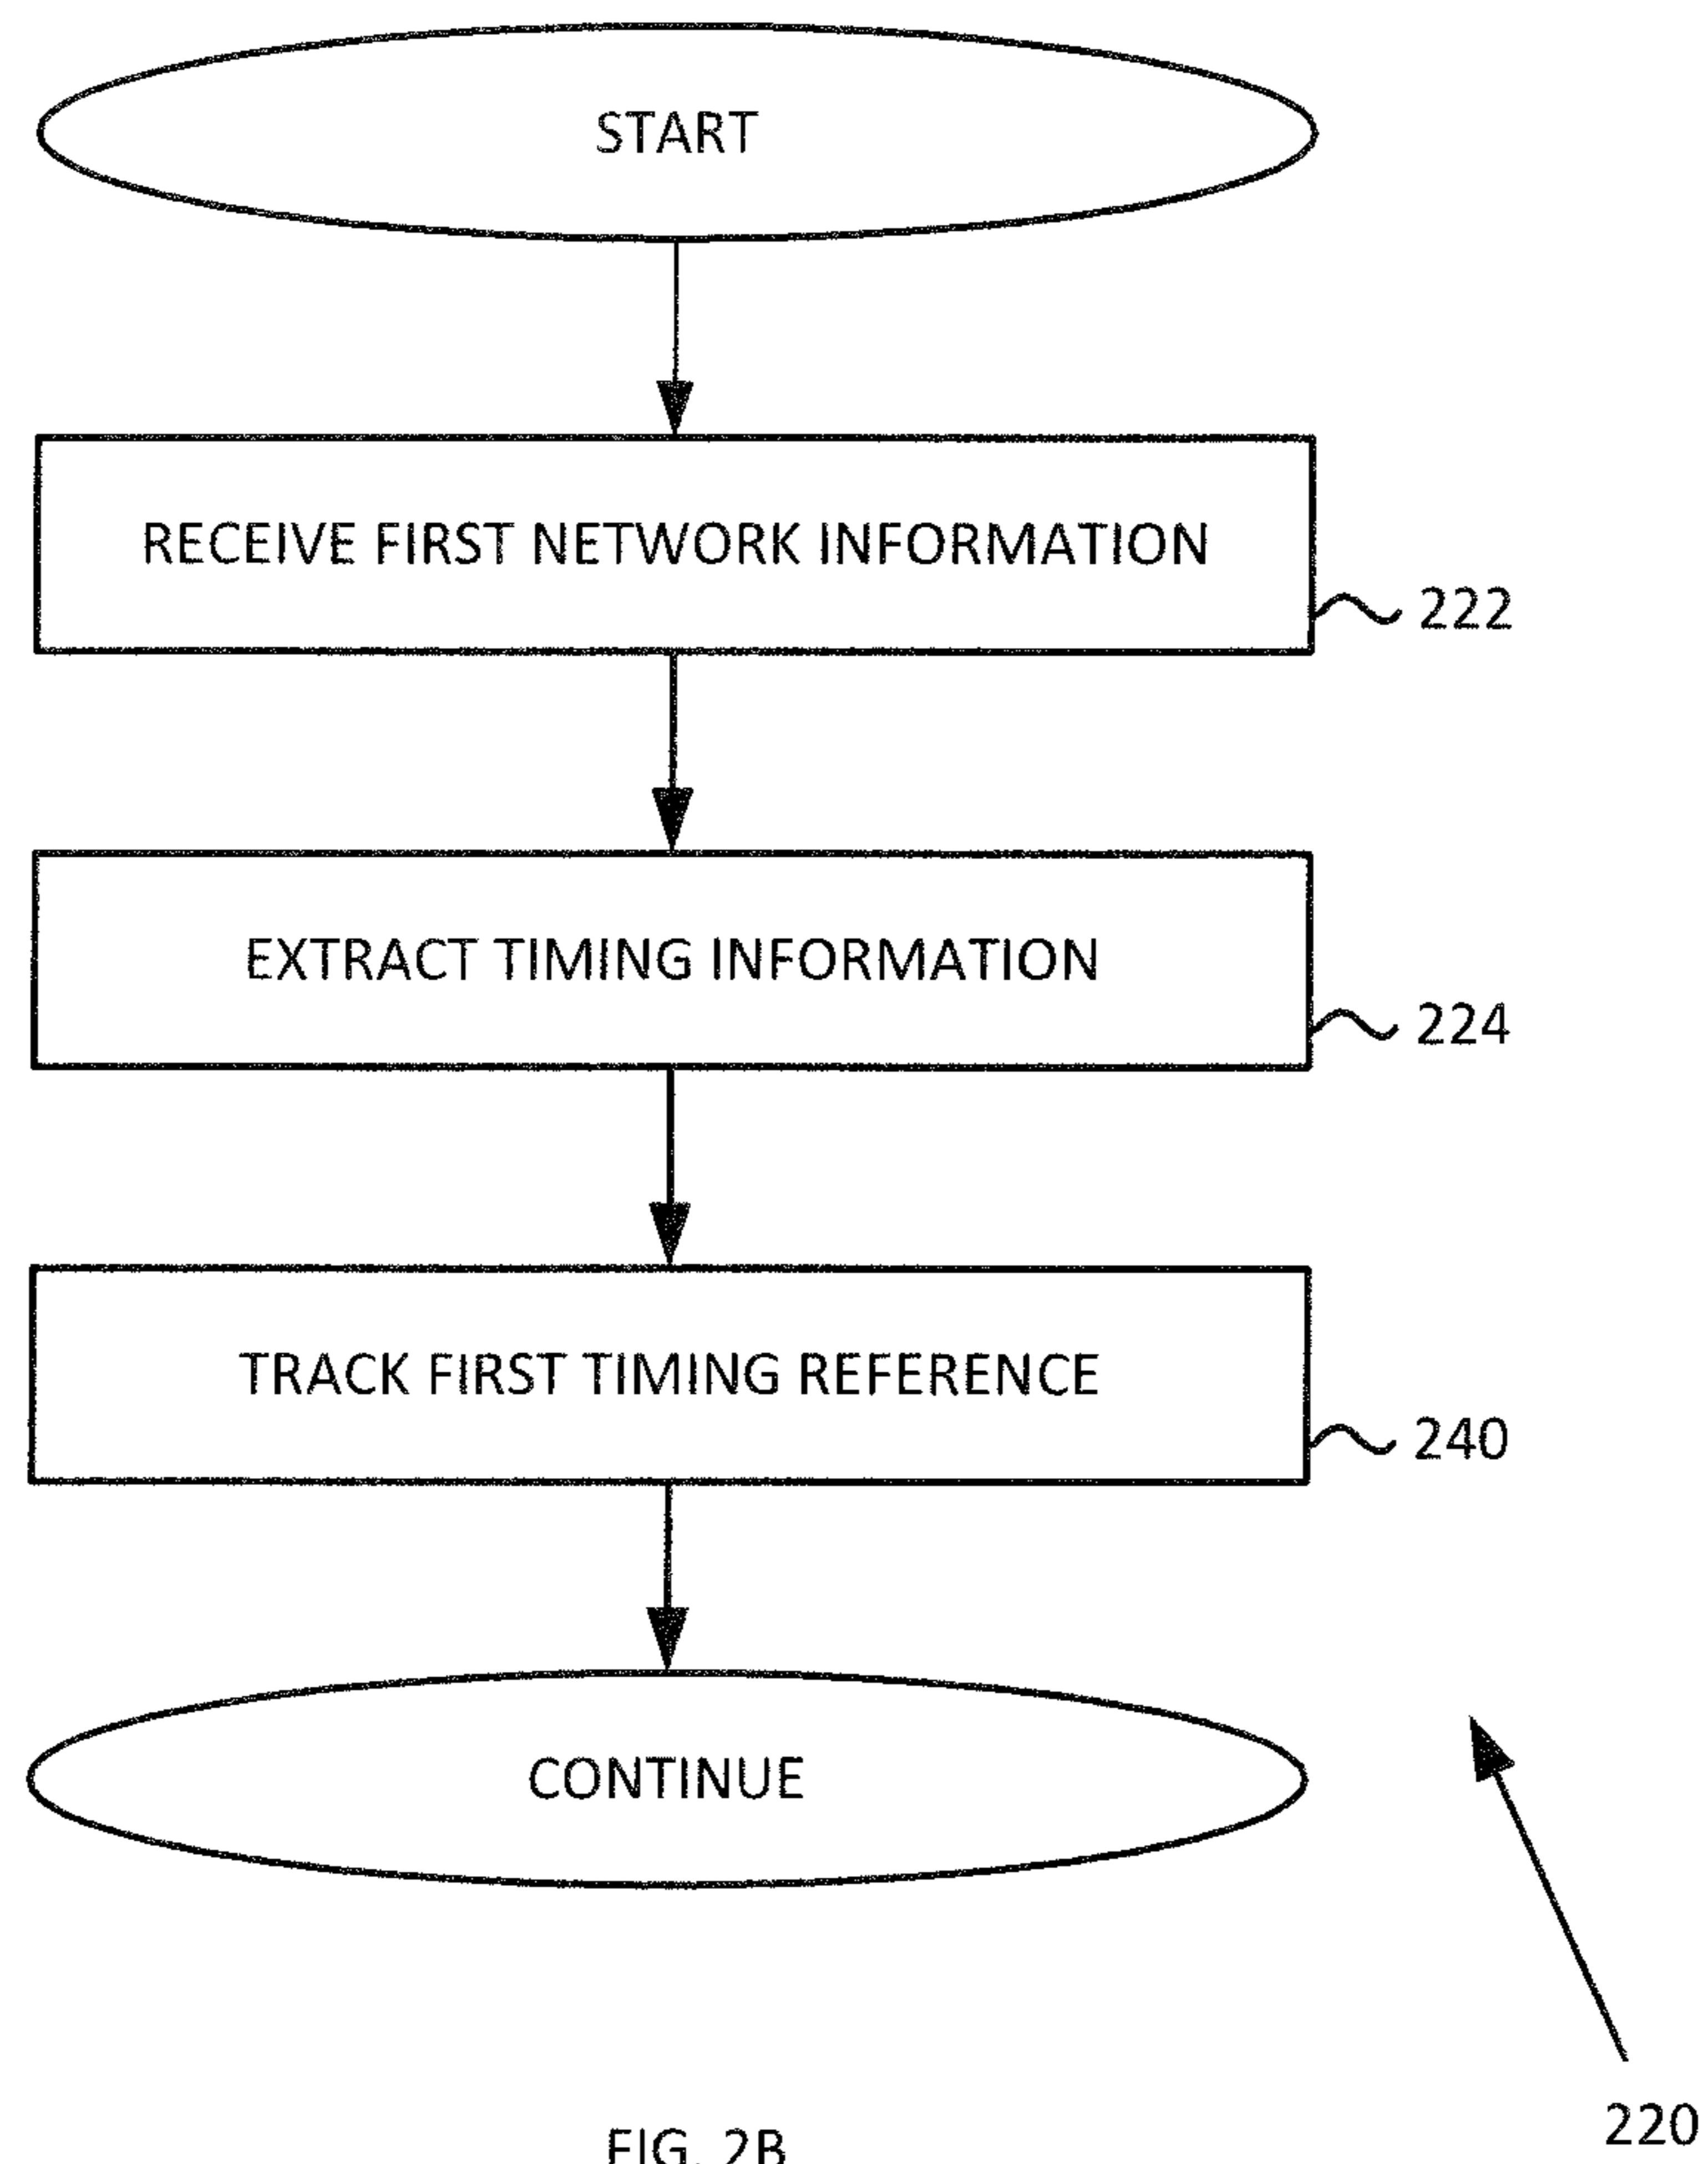 START
RECEIVE FIRST NETWORK INFORMATION
222
EXTRACT TIMING INFORMATION
224
TRACK FIRST TIMING REFERENCE
240
CONTINUE
220
FIG. 2B